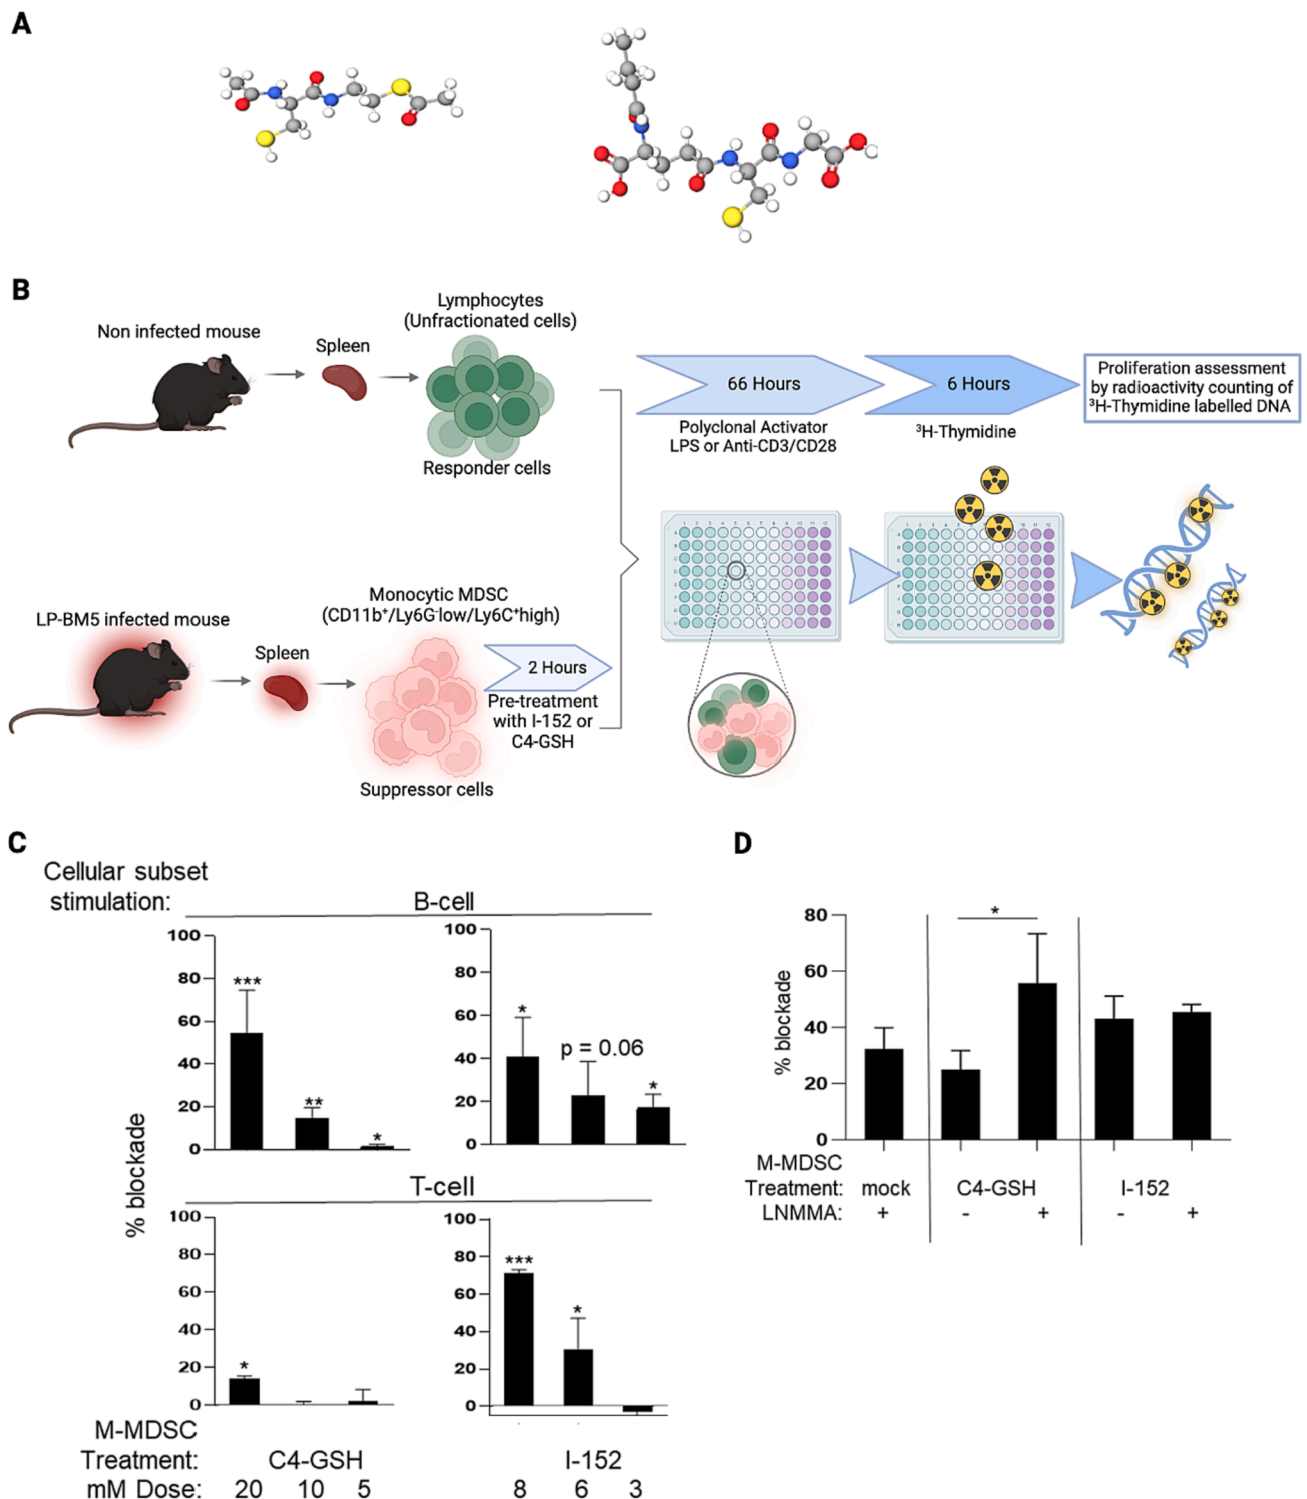 A
B
Non infected mouse
Spleen
Lymphocytes
(Unfractionated cells)
Responder cells
66 Hours
6 Hours
Proliferation assessment
by radioactivity counting of
³H-Thymidine labelled DNA
Polyclonal Activator
LPS or Anti-CD3/CD28
³H-Thymidine
LP-BM5 infected mouse
Spleen
Monocytic MDSC
(CD11b⁺/Ly6G⁻low/Ly6C⁺high)
2 Hours
Pre-treatment
with I-152 or
C4-GSH
Suppressor cells
C
Cellular subset
stimulation:
B-cell
% blockade
100
80
60
40
20
0
***
**
*
100
80
60
40
20
0
*
p = 0.06
*
T-cell
100
80
60
40
20
0
*
100
80
60
40
20
0
***
*
M-MDSC
Treatment: C4-GSH I-152
mM Dose: 20 10 5 8 6 3
D
% blockade
80
60
40
20
0
*
M-MDSC
Treatment: mock C4-GSH I-152
LNMMA: + - + - +